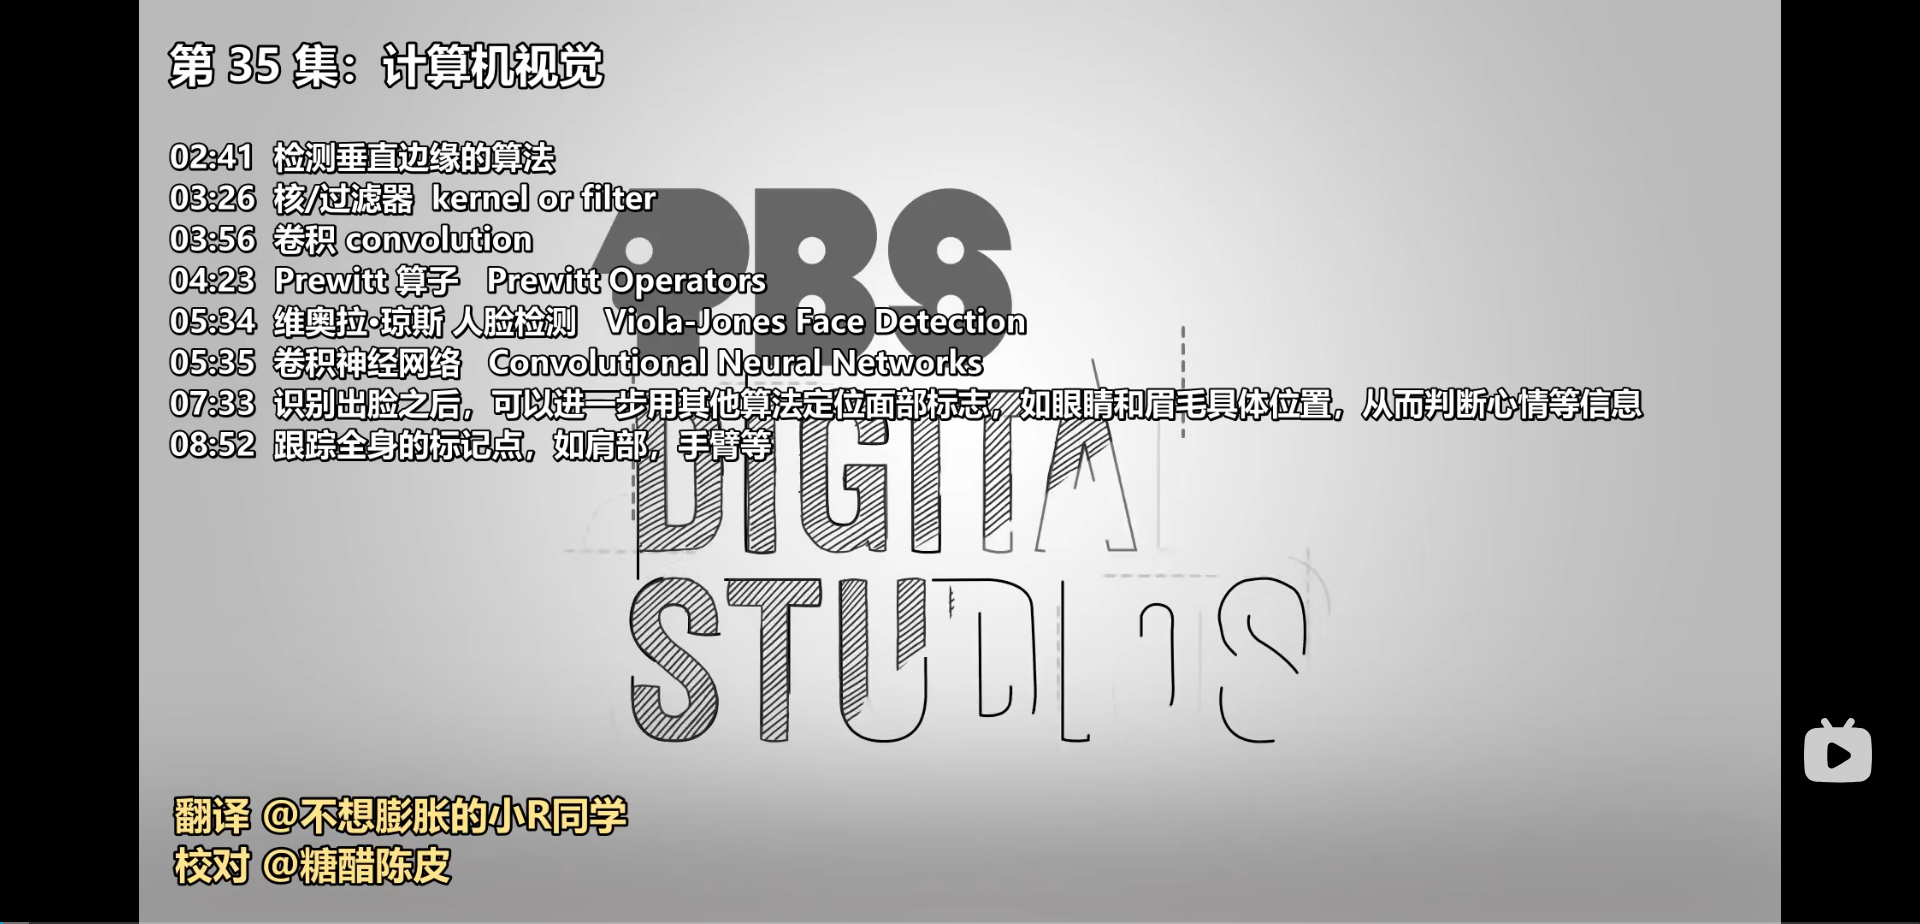 第 35 集：计算机视觉
02:41 检测垂直边缘的算法
03:26 核/过滤器 kernel or filter
03:56 卷积 convolution
04:23 Prewitt 算子 Prewitt Operators
05:34 维奥拉·琼斯 人脸检测 Viola-Jones Face Detection
05:35 卷积神经网络 Convolutional Neural Networks
07:33 识别出脸之后，可以进一步用其他算法定位面部标志，如眼睛和眉毛具体位置，从而判断心情等信息
08:52 跟踪全身的标记点，如肩部，手臂等
PBS
DIGITA
STUDIOS
翻译 @不想膨胀的小R同学
校对 @糖醋陈皮